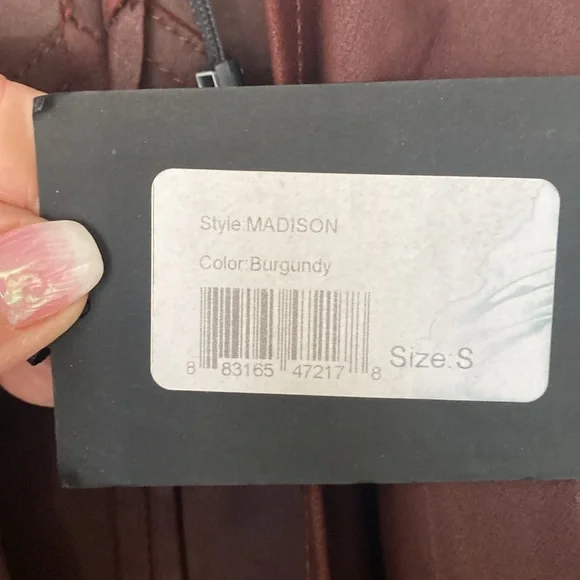 Style:MADISON
Color:Burgundy
8 83165 47217 8
Size:S